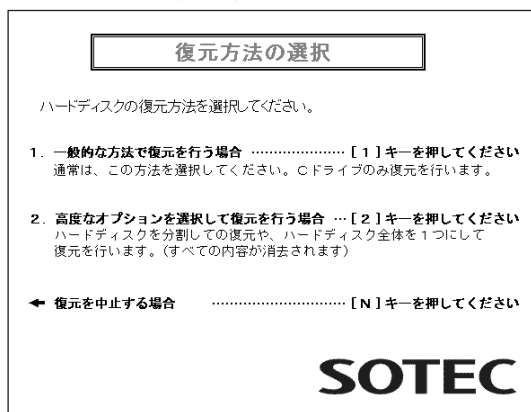 復元方法の選択
ハードディスクの復元方法を選択してください。
1. 一般的な方法で復元を行う場合 ………………… [1]キーを押してください
通常は、この方法を選択してください。Cドライブのみ復元を行います。
2. 高度なオプションを選択して復元を行う場合 … [2]キーを押してください
ハードディスクを分割しての復元や、ハードディスク全体を1つにして
復元を行います。(すべての内容が消去されます)
← 復元を中止する場合 ………………………… [N]キーを押してください
SOTEC